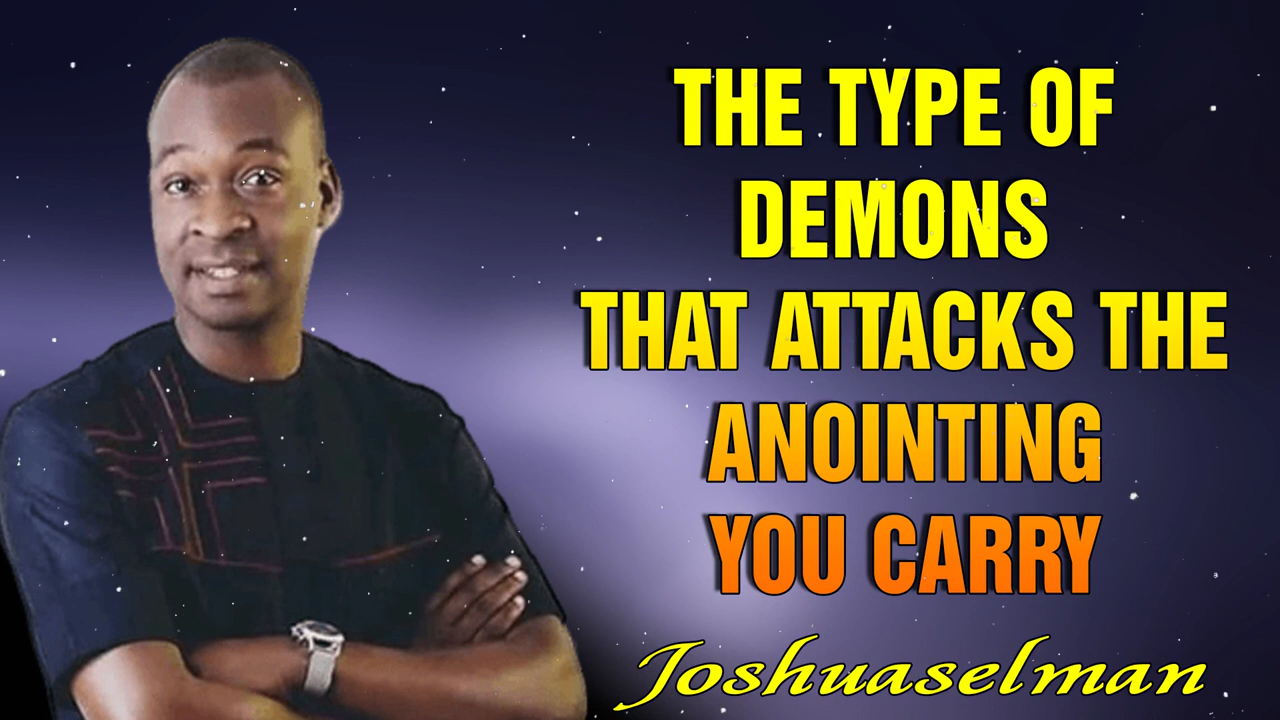 THE TYPE OF
DEMONS
THAT ATTACKS THE
ANOINTING
YOU CARRY
Joshuaselman